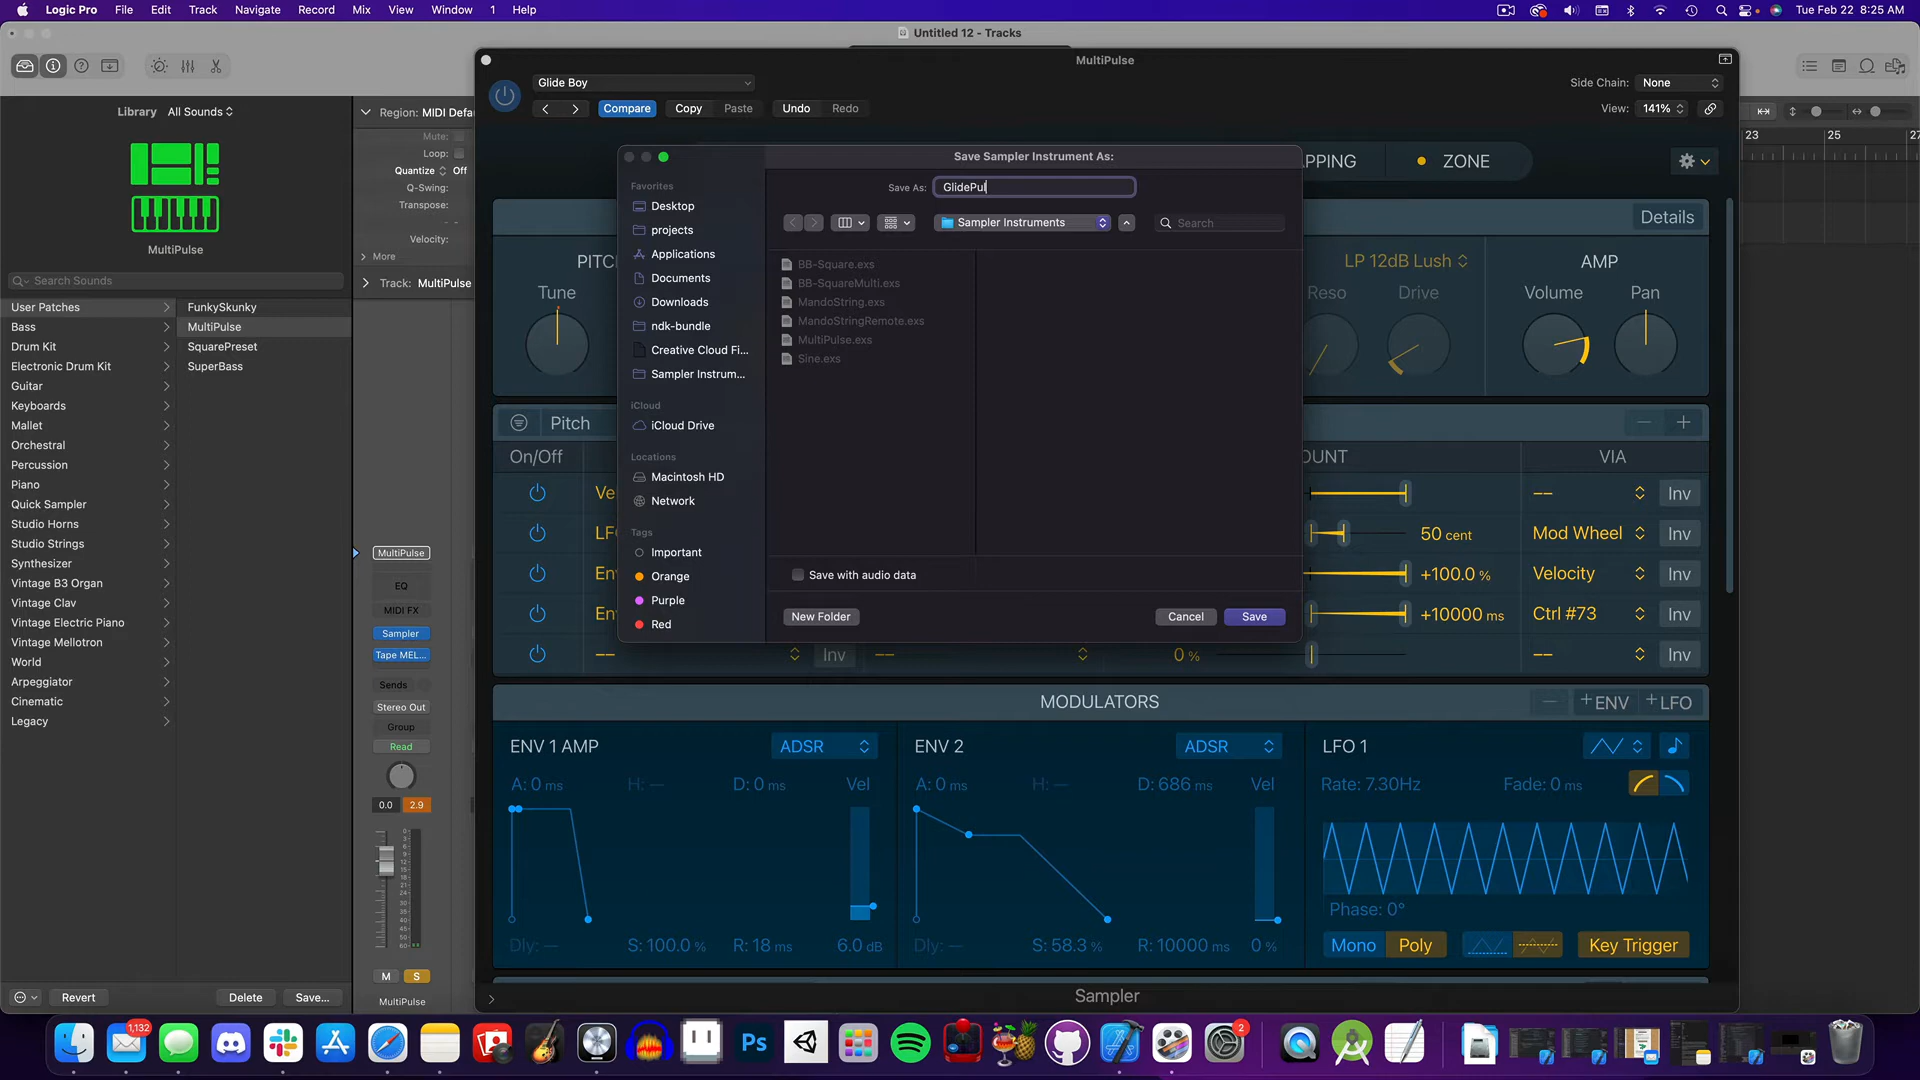 Logic Pro File Edit Track Navigate Record Mix View Window 1 Help
Tue Feb 22 8:25 AM
Untitled 12 - Tracks
MultiPulse
Glide Boy
Side Chain: None
Compare Copy Paste Undo Redo
View: 141%
Library All Sounds
Region: MIDI Defa
23 25 27
Mute:
Loop:
Quantize Off
Q-Swing:
Transpose:
Velocity:
More
Track: MultiPulse
MultiPulse
Search Sounds
User Patches
Bass
Drum Kit
Electronic Drum Kit
Guitar
Keyboards
Mallet
Orchestral
Percussion
Piano
Quick Sampler
Studio Horns
Studio Strings
Synthesizer
Vintage B3 Organ
Vintage Clav
Vintage Electric Piano
Vintage Mellotron
World
Arpeggiator
Cinematic
Legacy
FunkySkunky
MultiPulse
SquarePreset
SuperBass
Revert Delete Save...
MultiPulse
EQ
MIDI FX
Sampler
Tape MEL...
Sends
Stereo Out
Group
Read
0.0 2.9
M S
MultiPulse
Save Sampler Instrument As:
Save As: GlidePul
Sampler Instruments
Search
Favorites
Desktop
projects
Applications
Documents
Downloads
ndk-bundle
Creative Cloud Fi...
Sampler Instrum...
iCloud
iCloud Drive
Locations
Macintosh HD
Network
Tags
Important
Orange
Purple
Red
BB-Square.exs
BB-SquareMulti.exs
MandoString.exs
MandoStringRemote.exs
MultiPulse.exs
Sine.exs
Save with audio data
New Folder Cancel Save
PPING ZONE
Details
PITC
LP 12dB Lush
AMP
Tune
Reso Drive Volume Pan
Pitch
On/Off
OUNT VIA
Ve
-- Inv
LF
50 cent Mod Wheel Inv
En
+100.0 % Velocity Inv
En
+10000 ms Ctrl #73 Inv
-- Inv -- 0 % -- Inv
MODULATORS
+ENV +LFO
ENV 1 AMP ADSR
A: 0 ms H: — D: 0 ms Vel
Dly: — S: 100.0 % R: 18 ms 6.0 dB
ENV 2 ADSR
A: 0 ms H: — D: 686 ms Vel
Dly: — S: 58.3 % R: 10000 ms 0 %
LFO 1
Rate: 7.30Hz Fade: 0 ms
Phase: 0°
Mono Poly Key Trigger
Sampler
1,132
Ps
2